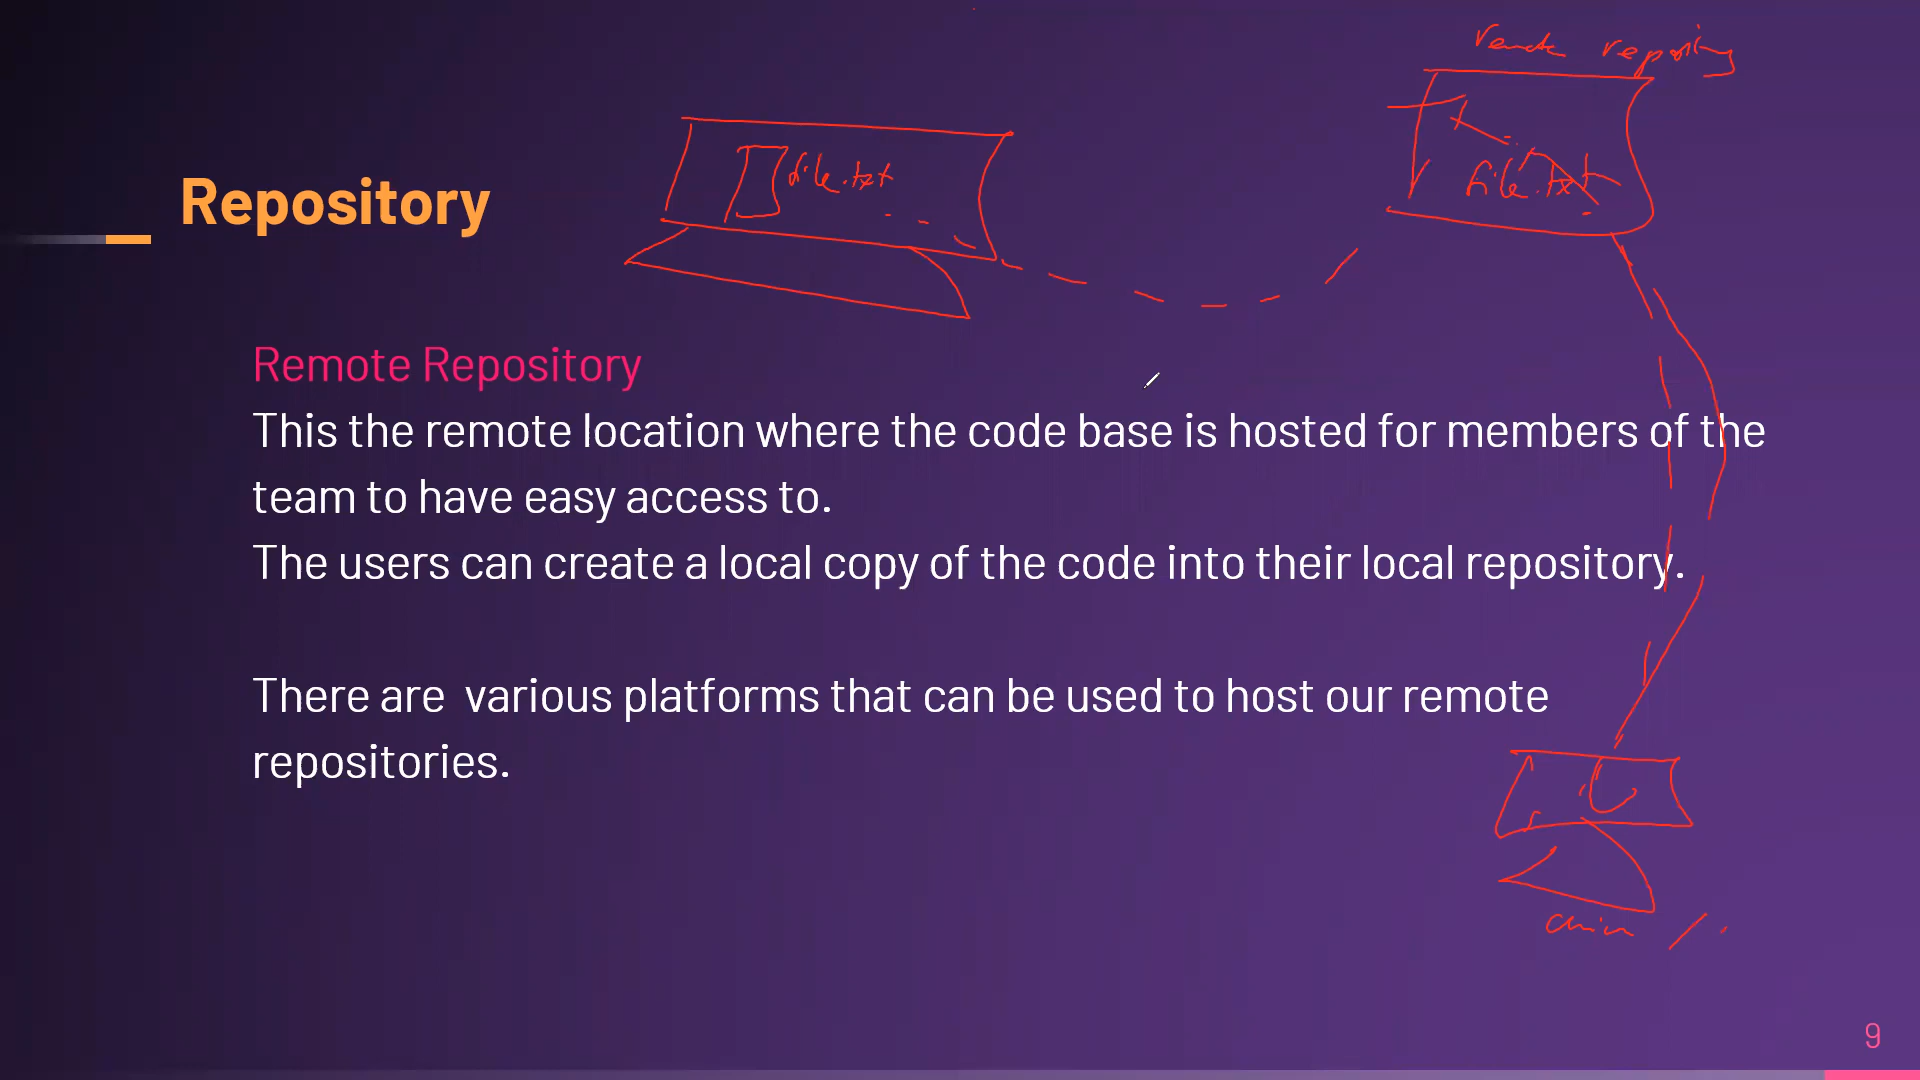 remote repository
file.txt
file.txt
Repository
Remote Repository
This the remote location where the code base is hosted for members of the
team to have easy access to.
The users can create a local copy of the code into their local repository.
There are  various platforms that can be used to host our remote
repositories.
9